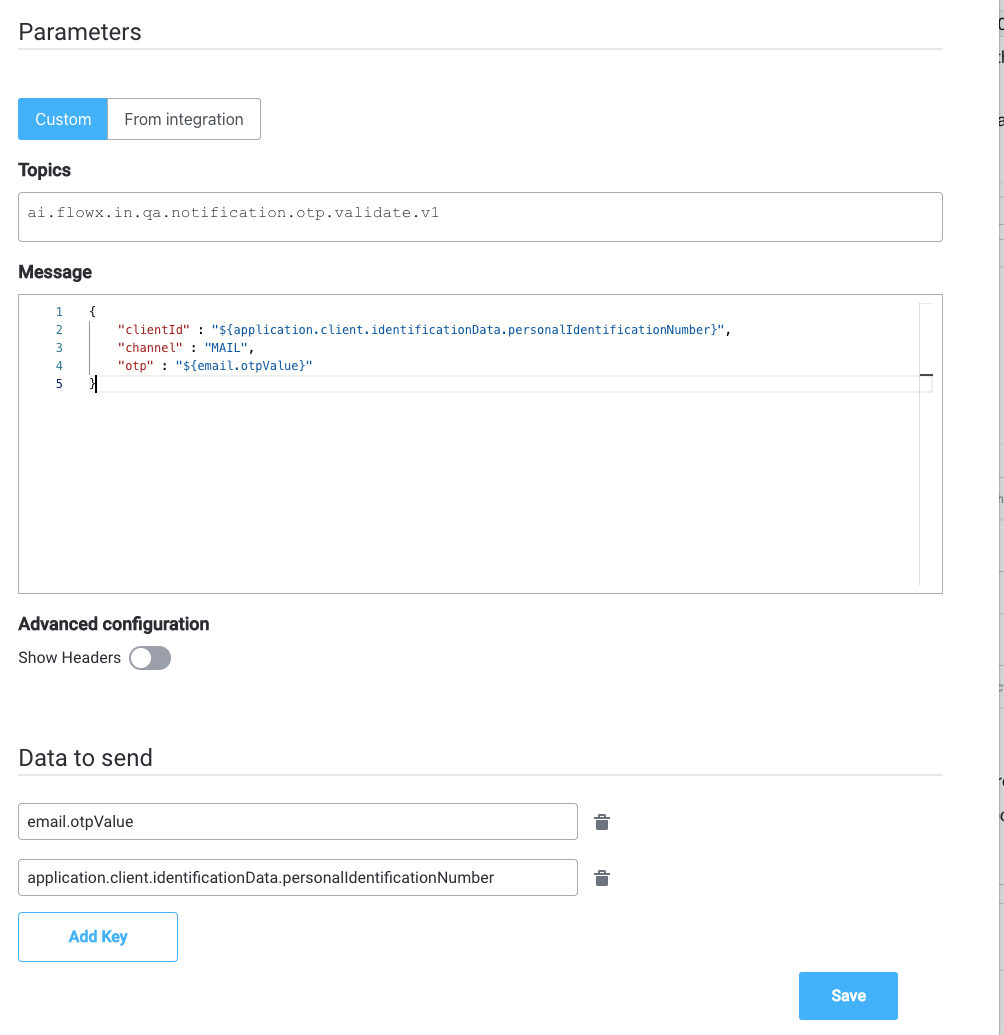 Parameters
Custom
From integration
Topics
ai.flowx.in.qa.notification.otp.validate.v1
Message
1 {
2 "clientId" : "${application.client.identificationData.personalIdentificationNumber}",
3 "channel" : "MAIL",
4 "otp" : "${email.otpValue}"
5 }
Advanced configuration
Show Headers
Data to send
email.otpValue
application.client.identificationData.personalIdentificationNumber
Add Key
Save